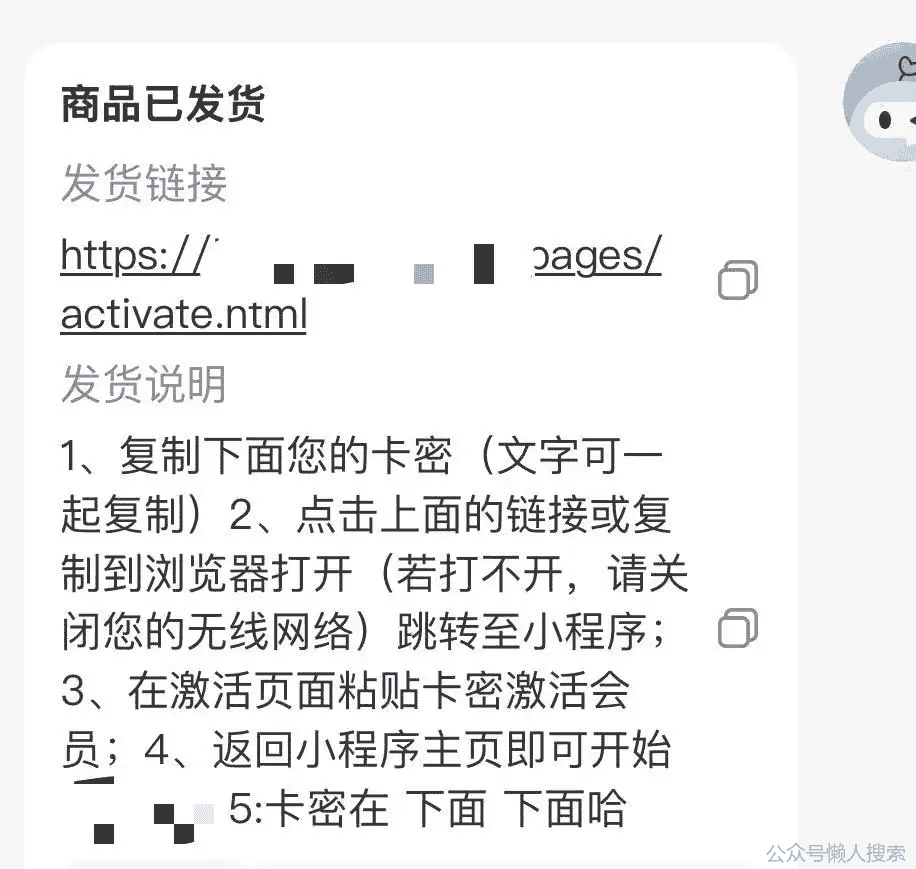 商品已发货
发货链接
https://
pages/
activate.html
发货说明
1、复制下面您的卡密（文字可一
起复制）2、点击上面的链接或复
制到浏览器打开（若打不开，请关
闭您的无线网络）跳转至小程序；
3、在激活页面粘贴卡密激活会
员；4、返回小程序主页即可开始
5:卡密在 下面 下面哈
公众号懒人搜索